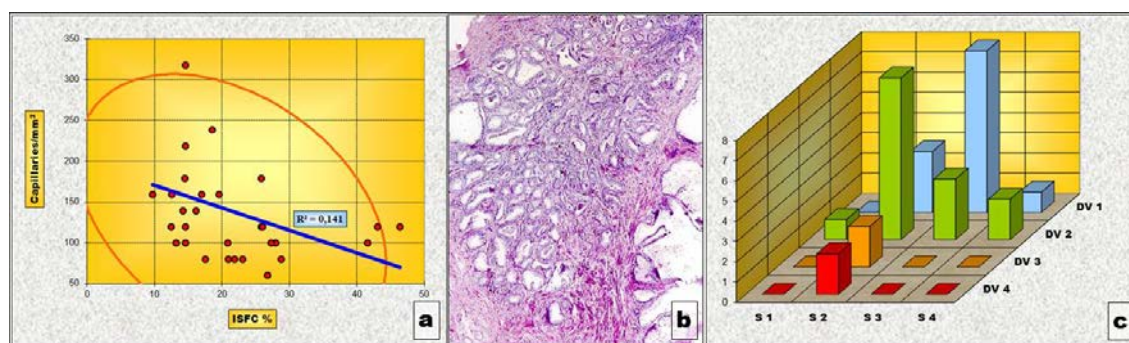 350
300
250
200
150
100
50
Capillaries/mm²
0 10 20 30 40 50
R² = 0,141
ISFC %
a
b
8
7
6
5
4
3
2
1
0
DV 1
DV 2
DV 3
DV 4
S 1 S 2 S 3 S 4
c